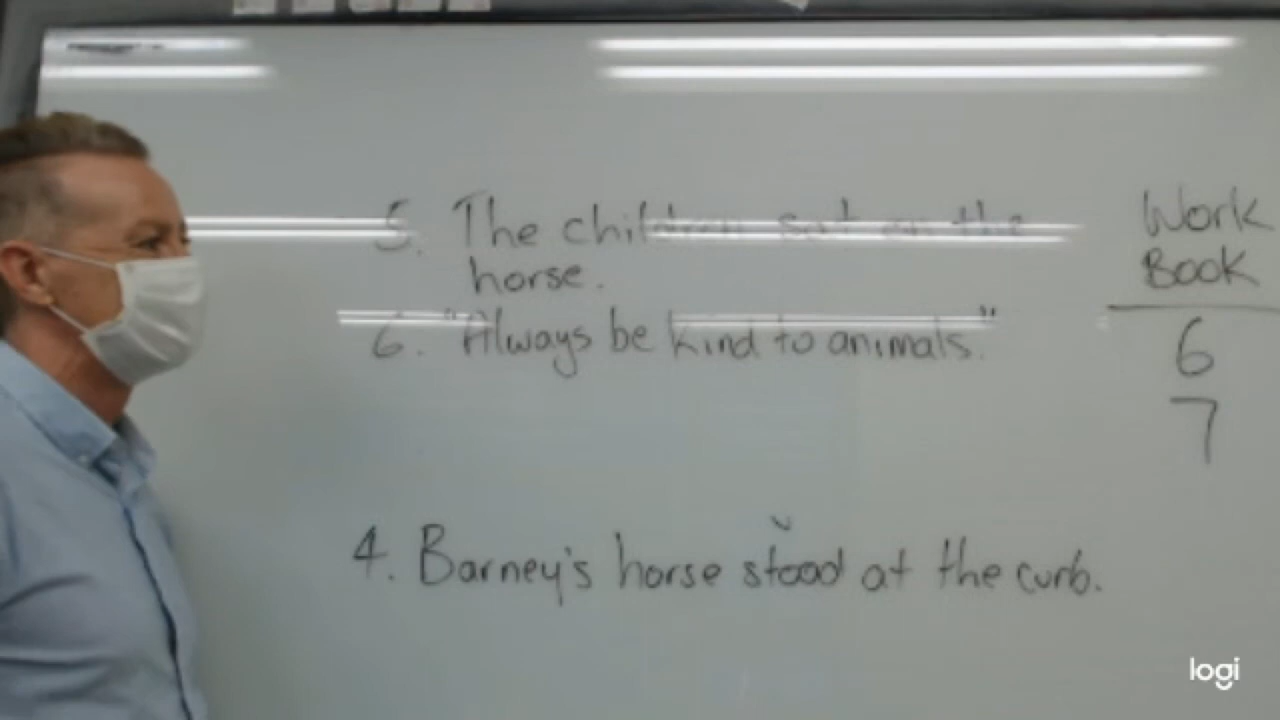 5. The children sat on the
horse.
6. "Always be kind to animals."
4. Barney's horse stood at the curb.
Work
Book
6
7
logi